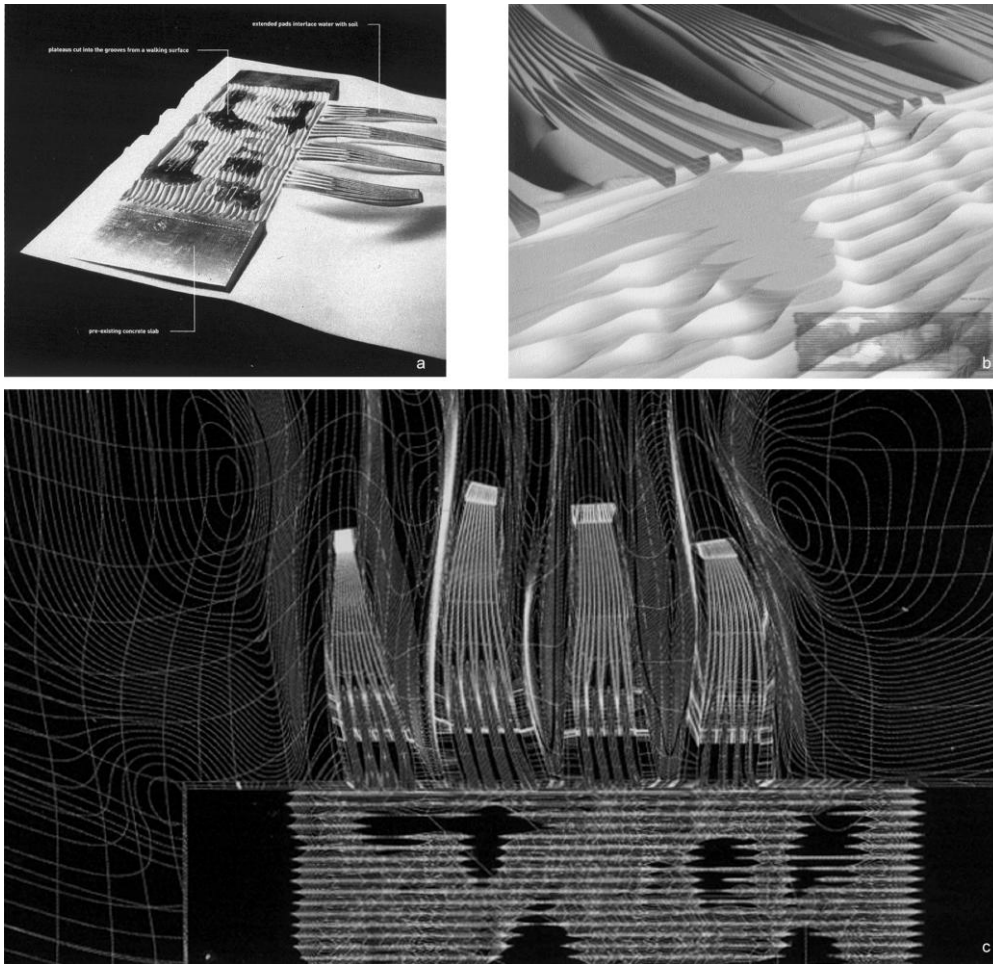 extended pads interlace water with soil
plateaus cut into the grooves from a walking surface
pre-existing concrete slab
a
b
c